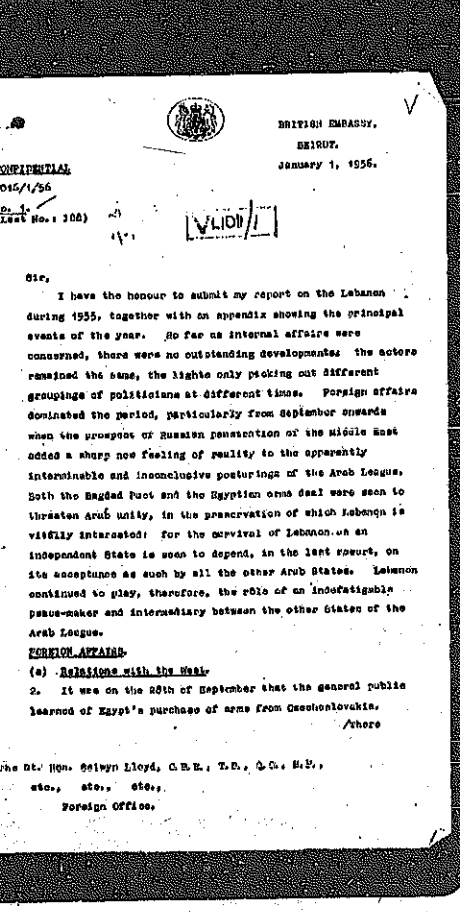 BRITISH EMBASSY,
BEIRUT.
January 1, 1956.
CONFIDENTIAL
1015/1/56
No. 1.
(Last No.: 308)
VL1011/1
Sir,
I have the honour to submit my report on the Lebanon
during 1955, together with an appendix showing the principal
events of the year. So far as internal affairs were
concerned, there were no outstanding developments: the actors
remained the same, the lights only picking out different
groupings of politicians at different times. Foreign affairs
dominated the period, particularly from September onwards
when the prospect of Russian penetration of the Middle East
added a sharp new feeling of reality to the apparently
interminable and inconclusive posturings of the Arab League.
Both the Bagdad Pact and the Egyptian arms deal were seen to
threaten Arab unity, in the preservation of which Lebanon is
vitally interested: for the survival of Lebanon as an
independent State is seen to depend, in the last resort, on
its acceptance as such by all the other Arab States. Lebanon
continued to play, therefore, the rôle of an indefatigable
peace-maker and intermediary between the other States of the
Arab League.
FOREIGN AFFAIRS.
(a) Relations with the West.
2. It was on the 28th of September that the general public
learned of Egypt's purchase of arms from Czechoslovakia.
/There
The Rt. Hon. Selwyn Lloyd, C.B.E., T.D., Q.C., M.P.,
etc., etc., etc.,
Foreign Office.